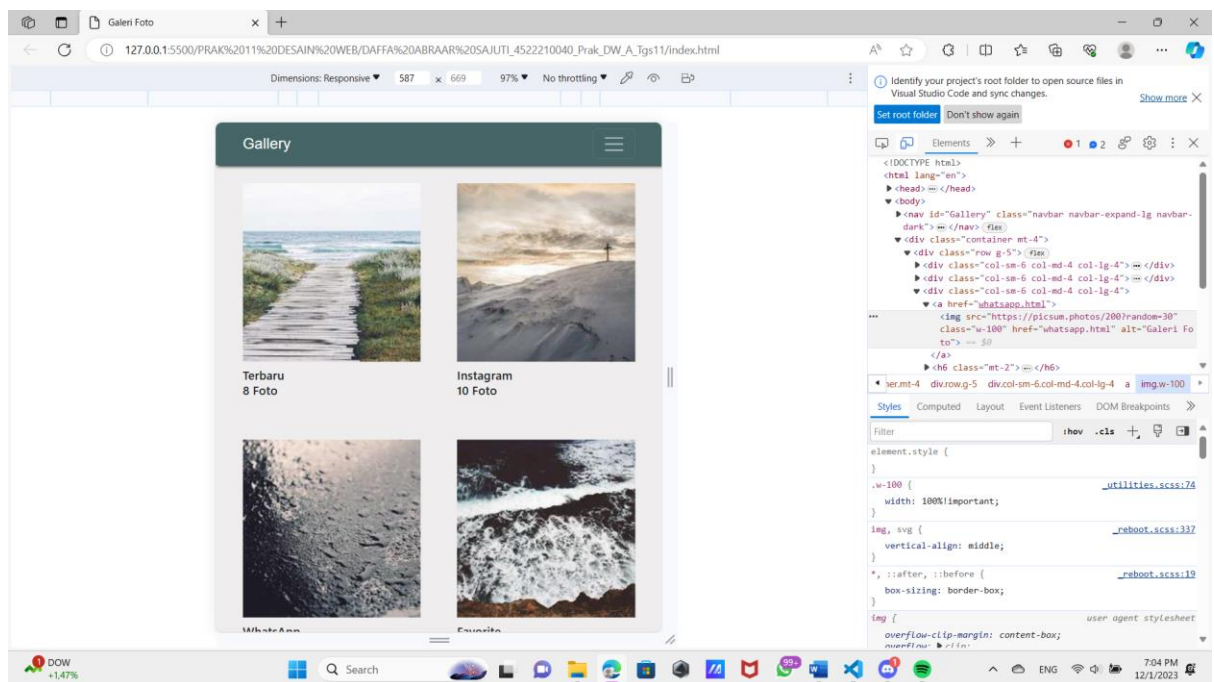 Galeri Foto
127.0.0.1:5500/PRAK%2011%20DESAIN%20WEB/DAFFA%20ABRAAR%20SAJUTI_4522210040_Prak_DW_A_Tgs11/index.html
Dimensions: Responsive ▼ 587 x 669 97% ▼ No throttling ▼
Identify your project's root folder to open source files in
Visual Studio Code and sync changes.
Show more
Set root folder Don't show again
Elements
1 2
<!DOCTYPE html>
<html lang="en">
<head> ⋯ </head>
<body>
<nav id="Gallery" class="navbar navbar-expand-lg navbar-
dark"> ⋯ </nav> flex
<div class="container mt-4">
<div class="row g-5"> flex
<div class="col-sm-6 col-md-4 col-lg-4"> ⋯ </div>
<div class="col-sm-6 col-md-4 col-lg-4"> ⋯ </div>
<div class="col-sm-6 col-md-4 col-lg-4">
<a href="whatsapp.html">
<img src="https://picsum.photos/200?random=30"
class="w-100" href="whatsapp.html" alt="Galeri Fo
to"> == $0
</a>
<h6 class="mt-2"> ⋯ </h6>
ner.mt-4 div.row.g-5 div.col-sm-6.col-md-4.col-lg-4 a img.w-100
Styles Computed Layout Event Listeners DOM Breakpoints
Filter :hov .cls
element.style {
}
.w-100 { _utilities.scss:74
width: 100%!important;
}
img, svg { _reboot.scss:337
vertical-align: middle;
}
*, ::after, ::before { _reboot.scss:19
box-sizing: border-box;
}
img { user agent stylesheet
overflow-clip-margin: content-box;
overflow: clip;
Gallery
Terbaru
8 Foto
Instagram
10 Foto
WhatsApp
Favorite
DOW
+1,47%
Search
99+
ENG
7:04 PM
12/1/2023